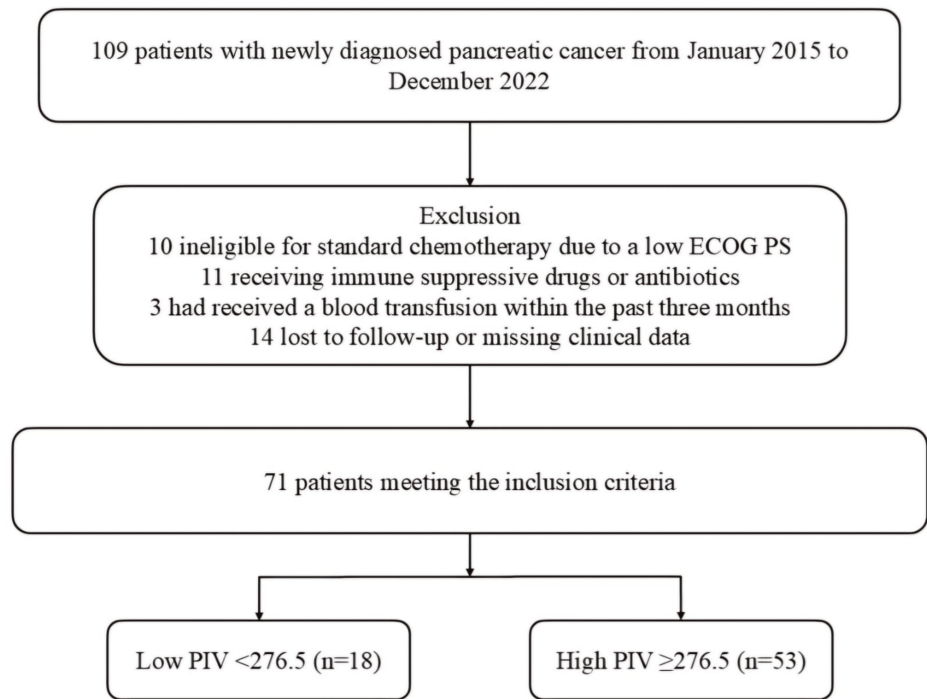 109 patients with newly diagnosed pancreatic cancer from January 2015 to
December 2022
Exclusion
10 ineligible for standard chemotherapy due to a low ECOG PS
11 receiving immune suppressive drugs or antibiotics
3 had received a blood transfusion within the past three months
14 lost to follow-up or missing clinical data
71 patients meeting the inclusion criteria
Low PIV <276.5 (n=18)
High PIV ≥276.5 (n=53)